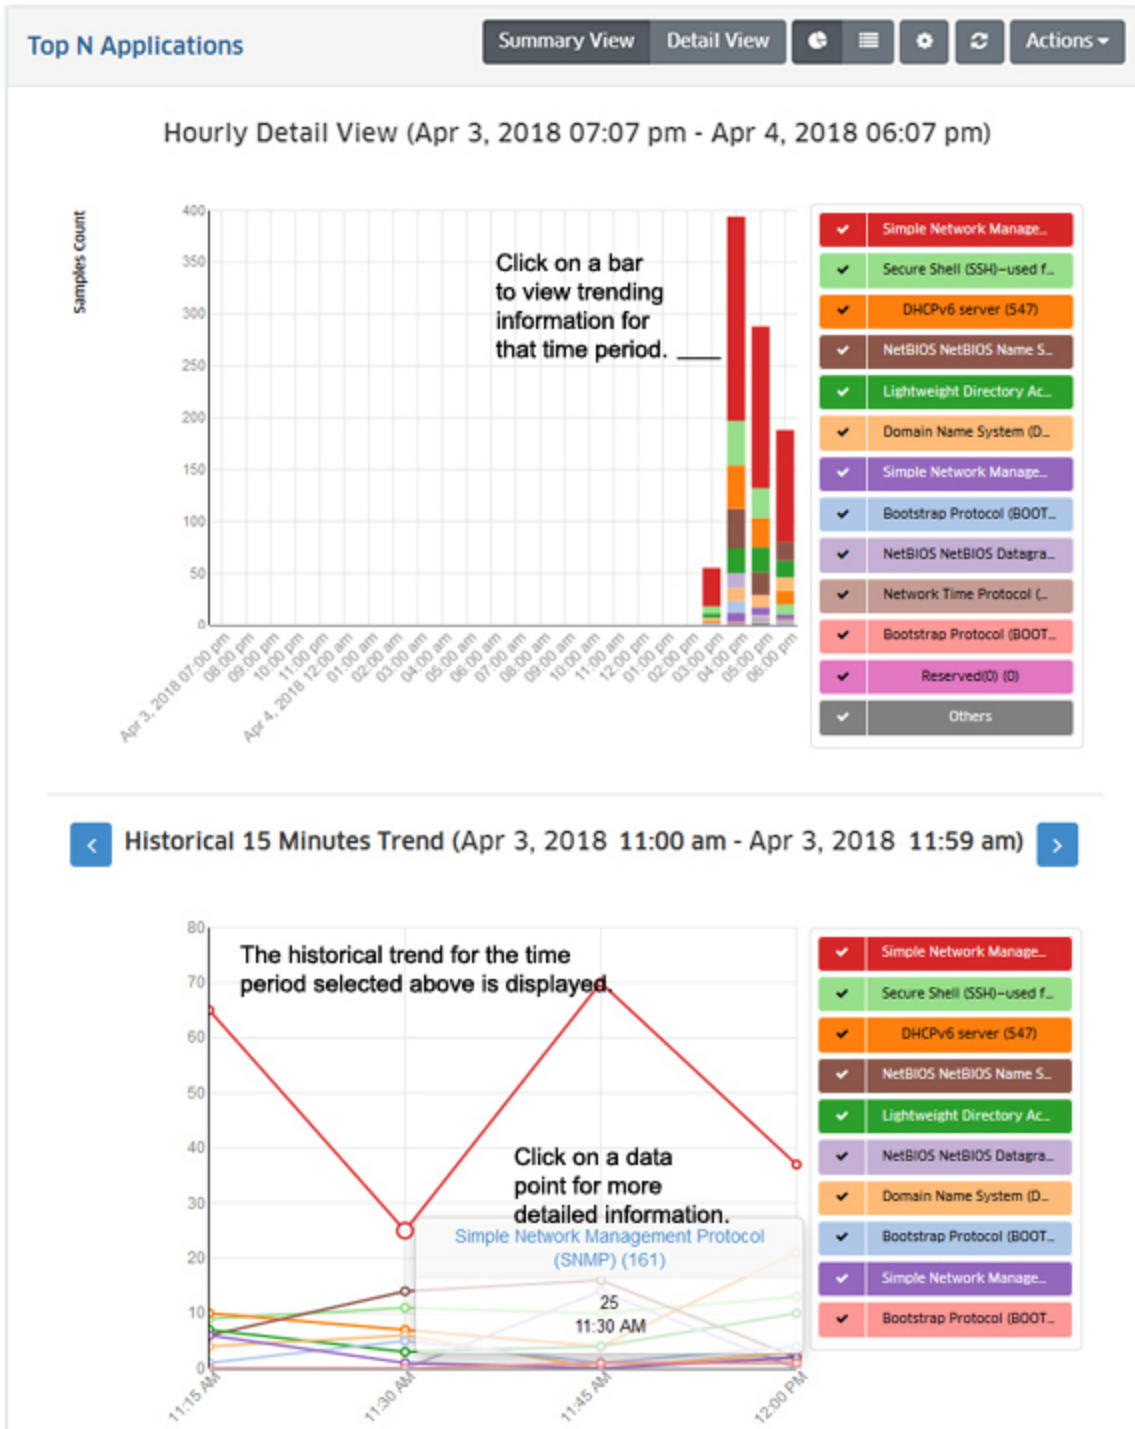 Top N Applications
Summary View
Detail View
Actions
Hourly Detail View (Apr 3, 2018 07:07 pm - Apr 4, 2018 06:07 pm)
Samples Count
400
350
300
250
200
150
100
50
0
Click on a bar
to view trending
information for
that time period.
Apr 3, 2018 07:00 pm
08:00 pm
09:00 pm
10:00 pm
11:00 pm
Apr 4, 2018 12:00 am
01:00 am
02:00 am
03:00 am
04:00 am
05:00 am
06:00 am
07:00 am
08:00 am
09:00 am
10:00 am
11:00 am
12:00 pm
01:00 pm
02:00 pm
03:00 pm
04:00 pm
05:00 pm
06:00 pm
Simple Network Manage...
Secure Shell (SSH)–used f...
DHCPv6 server (547)
NetBIOS NetBIOS Name S...
Lightweight Directory Ac...
Domain Name System (D...
Simple Network Manage...
Bootstrap Protocol (BOOT...
NetBIOS NetBIOS Datagra...
Network Time Protocol (...
Bootstrap Protocol (BOOT...
Reserved(0) (0)
Others
Historical 15 Minutes Trend (Apr 3, 2018 11:00 am - Apr 3, 2018 11:59 am)
80
70
60
50
40
30
20
10
0
The historical trend for the time
period selected above is displayed.
Click on a data
point for more
detailed information.
Simple Network Management Protocol
(SNMP) (161)
25
11:30 AM
11:15 AM
11:30 AM
11:45 AM
12:00 PM
Simple Network Manage...
Secure Shell (SSH)–used f...
DHCPv6 server (547)
NetBIOS NetBIOS Name S...
Lightweight Directory Ac...
NetBIOS NetBIOS Datagra...
Domain Name System (D...
Bootstrap Protocol (BOOT...
Simple Network Manage...
Bootstrap Protocol (BOOT...